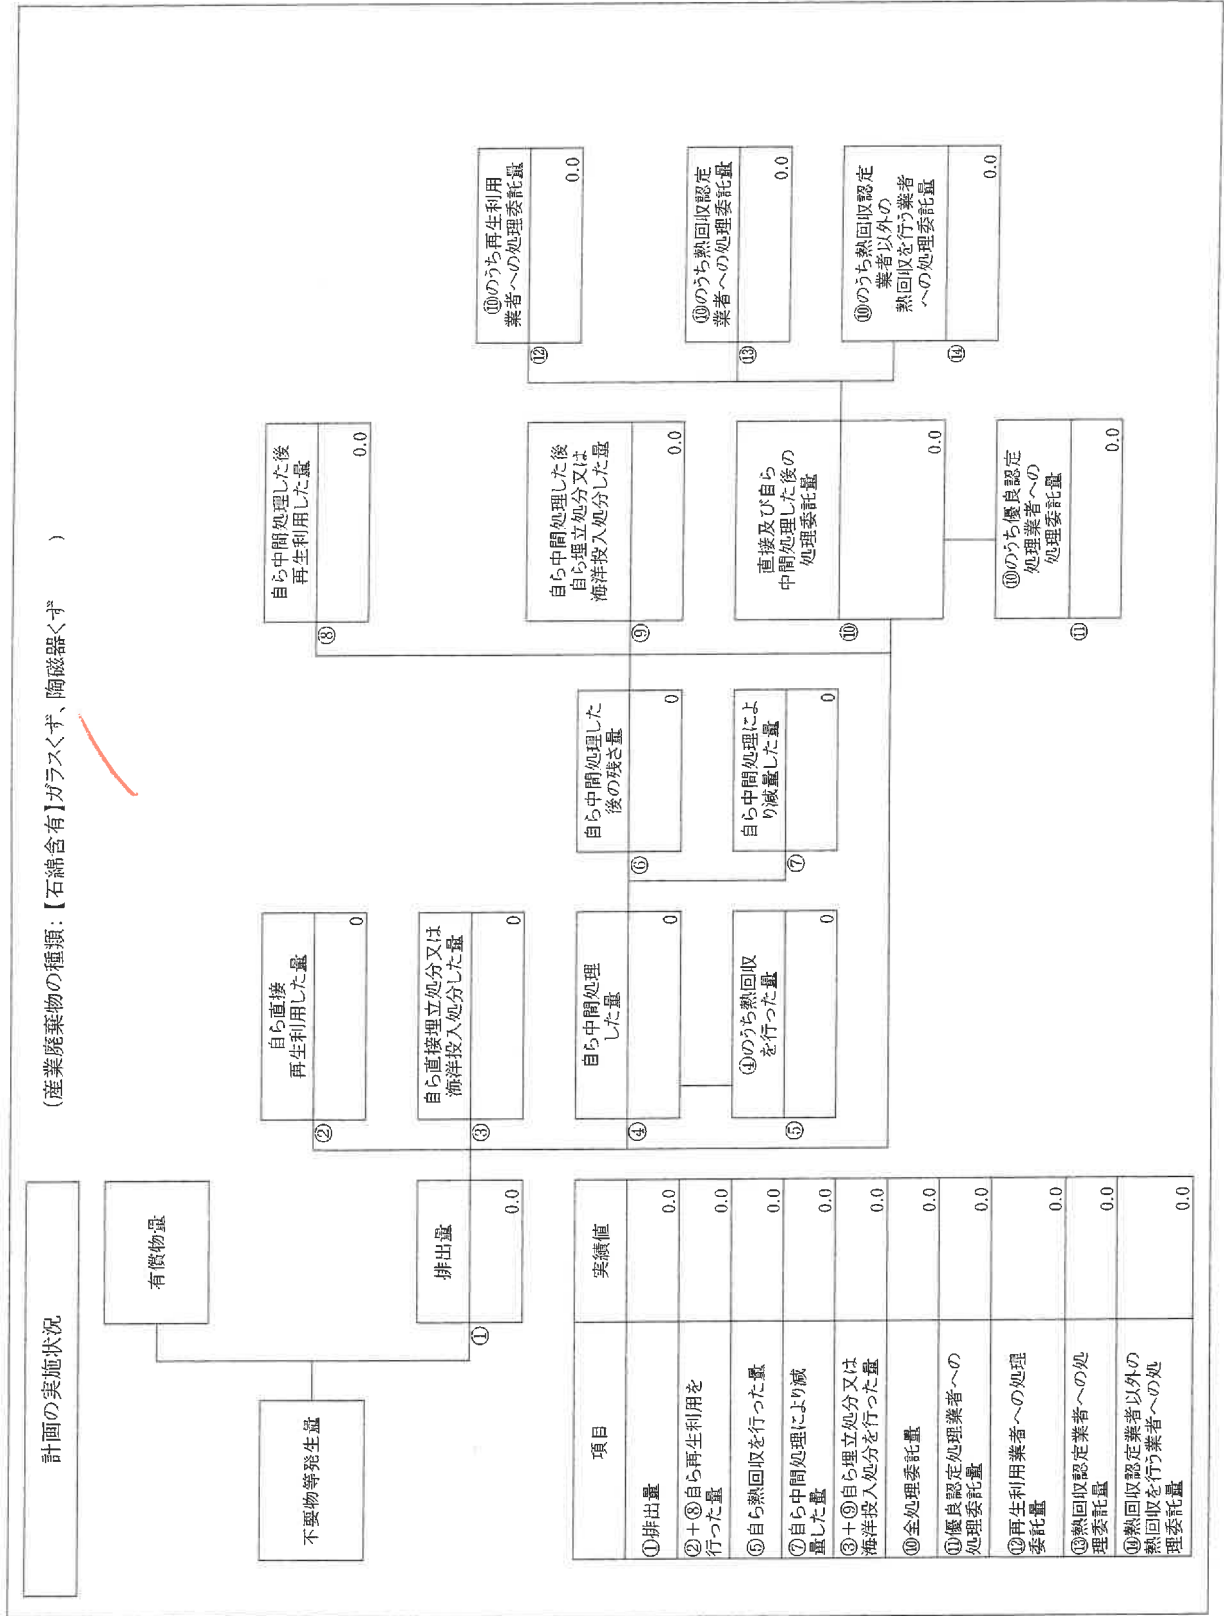 計画の実施状況
(産業廃棄物の種類:【石綿含有】ガラスくず、陶磁器くず　　　)
不要物等発生量
有償物量
①
排出量
0.0
②
自ら直接
再生利用した量
0
③
自ら直接埋立処分又は
海洋投入処分した量
0
④
自ら中間処理
した量
0
⑤
④のうち熱回収
を行った量
0
⑥
自ら中間処理した
後の残さ量
0
⑦
自ら中間処理によ
り減量した量
0
⑧
自ら中間処理した後
再生利用した量
0.0
⑨
自ら中間処理した後
自ら埋立処分又は
海洋投入処分した量
0.0
⑩
直接及び自ら
中間処理した後の
処理委託量
0.0
⑪
⑩のうち優良認定
処理業者への
処理委託量
0.0
⑫
⑩のうち再生利用
業者への処理委託量
0.0
⑬
⑩のうち熱回収認定
業者への処理委託量
0.0
⑭
⑩のうち熱回収認定
業者以外の
熱回収を行う業者
への処理委託量
0.0
項目 実績値
①排出量 0.0
②+⑧自ら再生利用を
行った量 0.0
⑤自ら熱回収を行った量 0.0
⑦自ら中間処理により減
量した量 0.0
③+⑨自ら埋立処分又は
海洋投入処分を行った量 0.0
⑩全処理委託量 0.0
⑪優良認定処理業者への
処理委託量 0.0
⑫再生利用業者への処理
委託量 0.0
⑬熱回収認定業者への処
理委託量 0.0
⑭熱回収認定業者以外の
熱回収を行う業者への処
理委託量 0.0